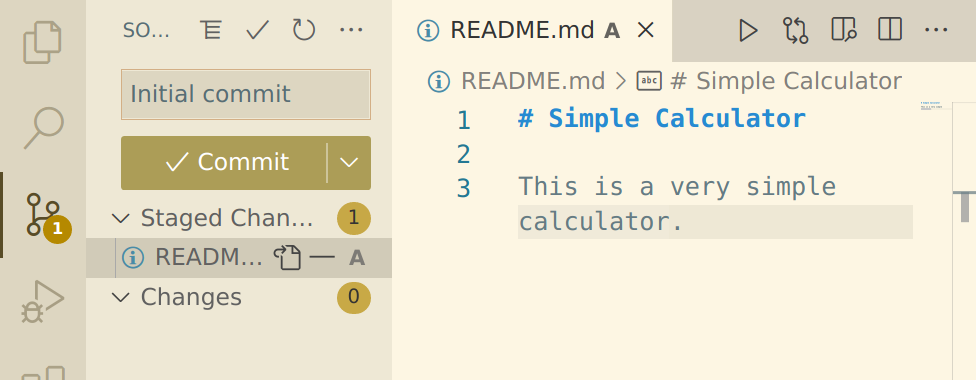 SO...
README.md A
Initial commit
README.md > # Simple Calculator
1 # Simple Calculator
Commit
2
1
3 This is a very simple
calculator.
Staged Chan... 1
READM... A
Changes 0